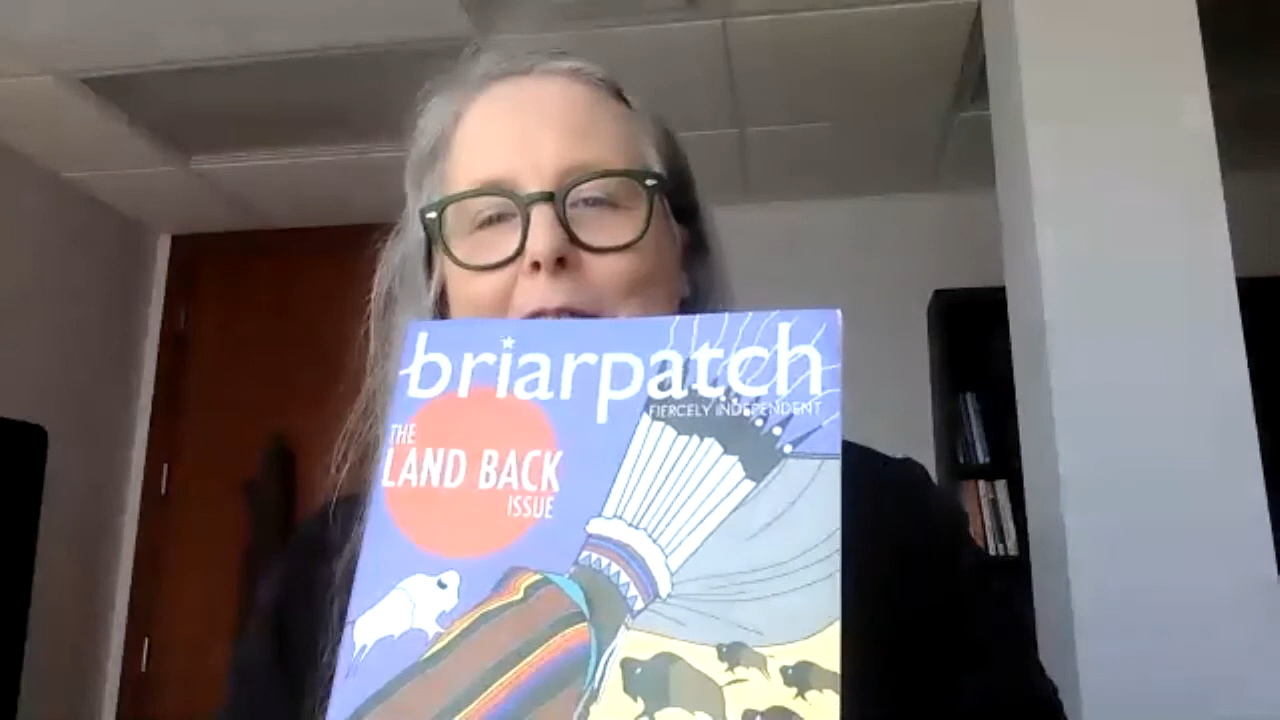 briarpatch
FIERCELY INDEPENDENT
THE
LAND BACK
ISSUE